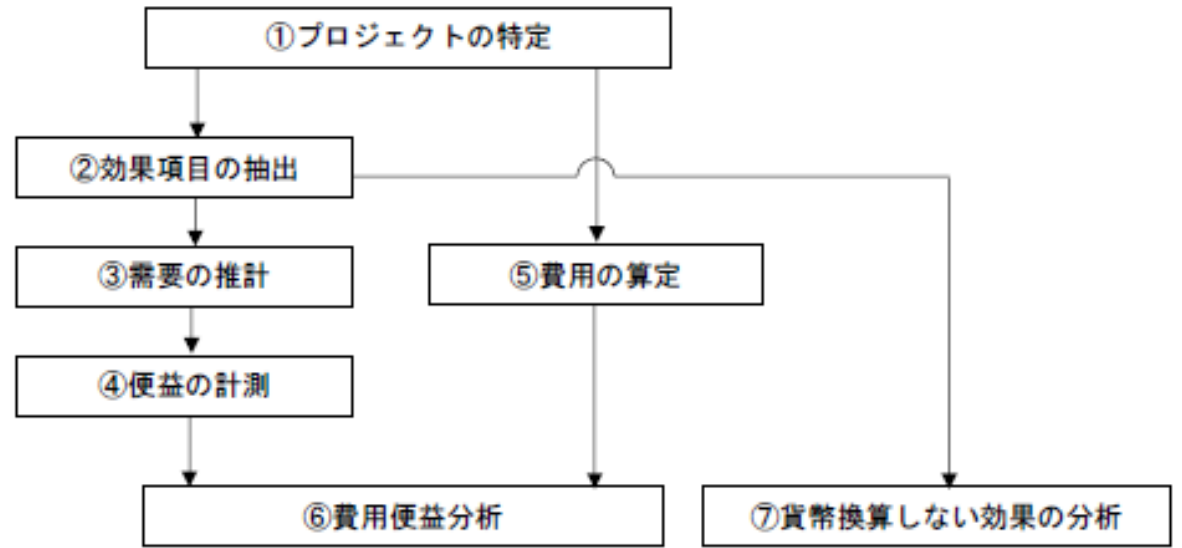 ①プロジェクトの特定
②効果項目の抽出
③需要の推計
⑤費用の算定
④便益の計測
⑥費用便益分析
⑦貨幣換算しない効果の分析